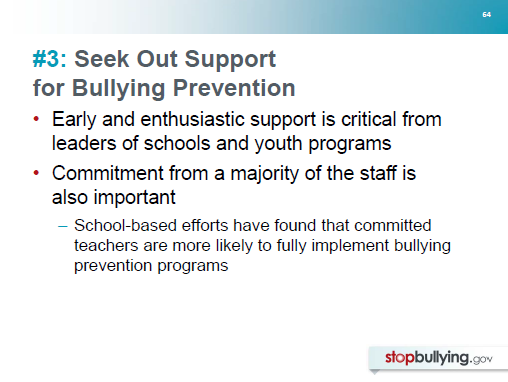 64
#3: Seek Out Support
for Bullying Prevention
• Early and enthusiastic support is critical from
leaders of schools and youth programs
• Commitment from a majority of the staff is
also important
– School-based efforts have found that committed
teachers are more likely to fully implement bullying
prevention programs
stopbullying.gov